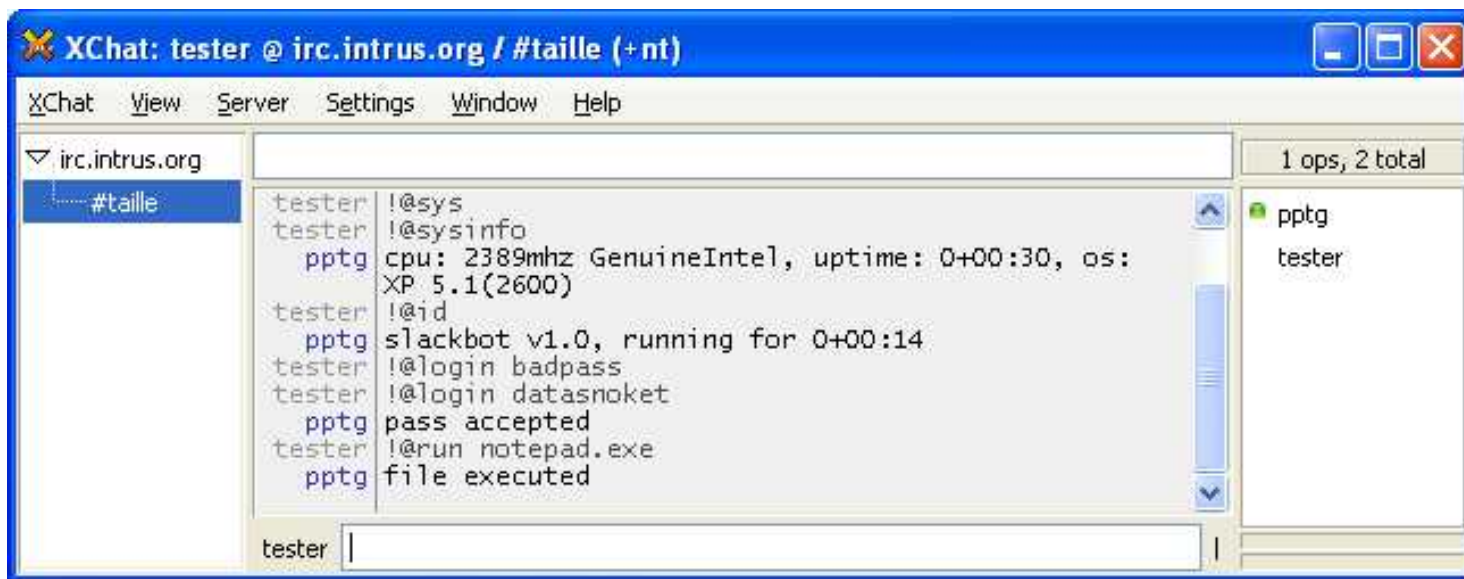 XChat: tester @ irc.intrus.org / #taille (+nt)
XChat View Server Settings Window Help
irc.intrus.org
#taille
1 ops, 2 total
tester !@sys
tester !@sysinfo
pptg cpu: 2389mhz GenuineIntel, uptime: 0+00:30, os:
XP 5.1(2600)
tester !@id
pptg slackbot v1.0, running for 0+00:14
tester !@login badpass
tester !@login datasnoket
pptg pass accepted
tester !@run notepad.exe
pptg file executed
pptg
tester
tester